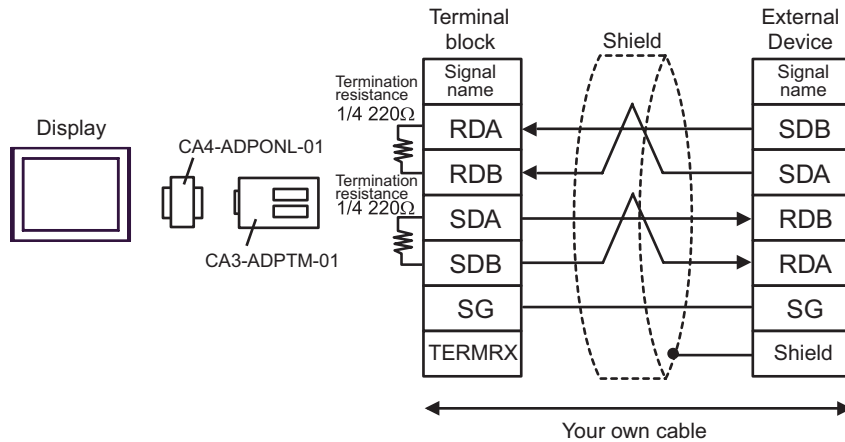 Terminal
block
Shield
External
Device
Signal
name
Signal
name
Termination
resistance
1/4 220Ω
RDA
SDB
Display
CA4-ADPONL-01
RDB
SDA
Termination
resistance
1/4 220Ω
SDA
RDB
CA3-ADPTM-01
SDB
RDA
SG
SG
TERMRX
Shield
Your own cable